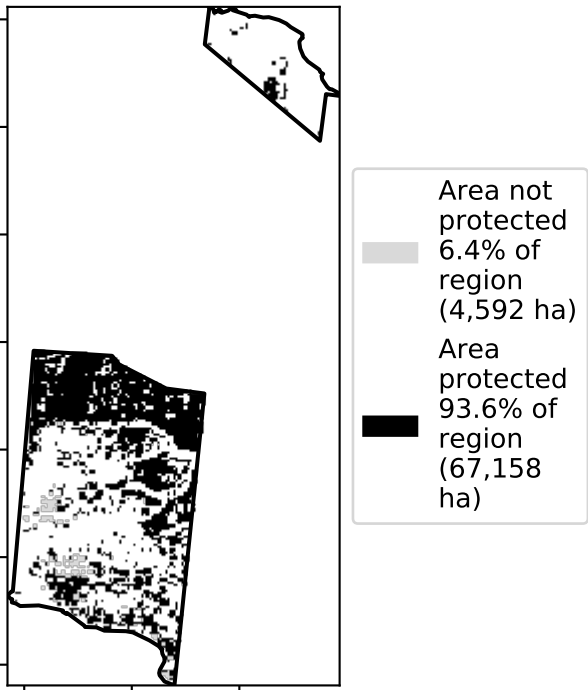 Area not
protected
6.4% of
region
(4,592 ha)
Area
protected
93.6% of
region
(67,158
ha)